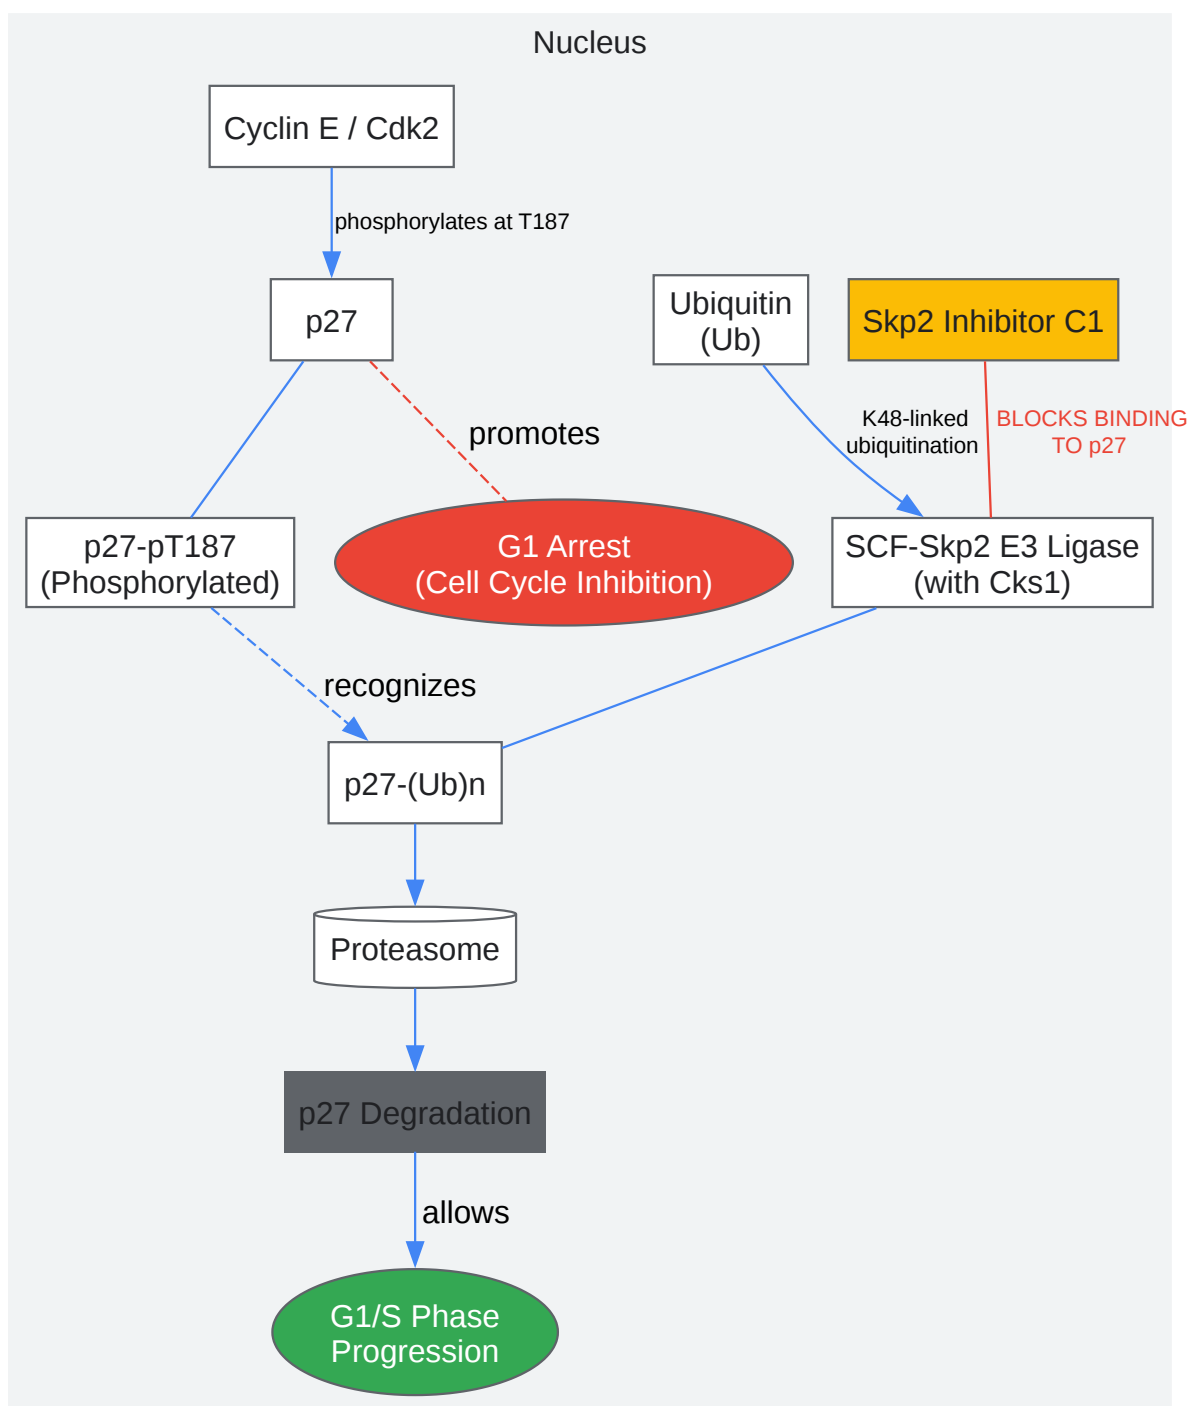 Nucleus
Cyclin E / Cdk2
phosphorylates at T187
p27
Ubiquitin
(Ub)
Skp2 Inhibitor C1
promotes
K48-linked
ubiquitination
BLOCKS BINDING
TO p27
p27-pT187
(Phosphorylated)
G1 Arrest
(Cell Cycle Inhibition)
SCF-Skp2 E3 Ligase
(with Cks1)
recognizes
p27-(Ub)n
Proteasome
p27 Degradation
allows
G1/S Phase
Progression